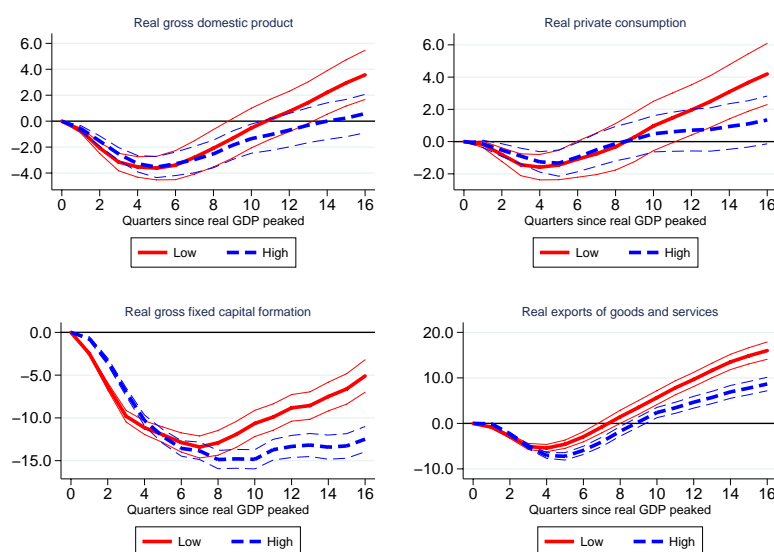 Real gross domestic product
6.0
4.0
2.0
0.0
−2.0
−4.0
0 2 4 6 8 10 12 14 16
Quarters since real GDP peaked
Low High
Real private consumption
6.0
4.0
2.0
0.0
−2.0
0 2 4 6 8 10 12 14 16
Quarters since real GDP peaked
Low High
Real gross fixed capital formation
0.0
−5.0
−10.0
−15.0
0 2 4 6 8 10 12 14 16
Quarters since real GDP peaked
Low High
Real exports of goods and services
20.0
10.0
0.0
−10.0
0 2 4 6 8 10 12 14 16
Quarters since real GDP peaked
Low High